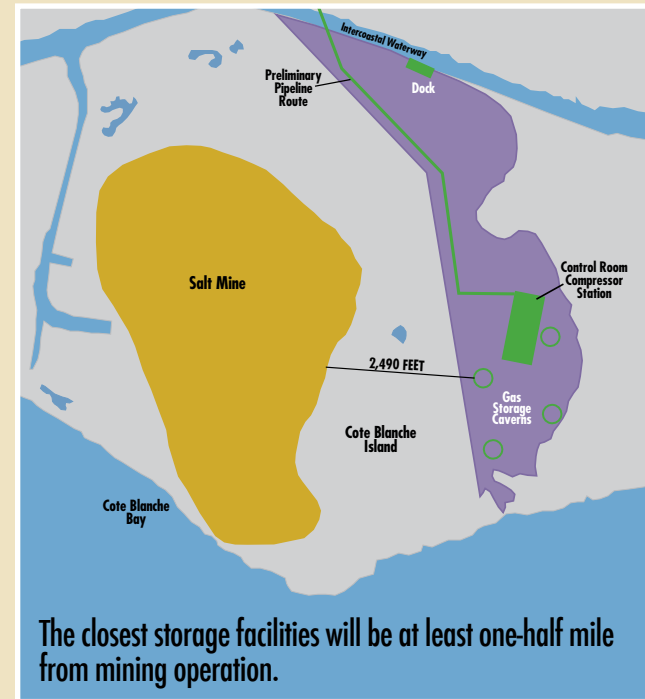 Intercoastal Waterway
Preliminary
Pipeline
Route
Dock
Salt Mine
Control Room
Compressor
Station
2,490 FEET
Gas
Storage
Caverns
Cote Blanche
Island
Cote Blanche
Bay
The closest storage facilities will be at least one-half mile
from mining operation.